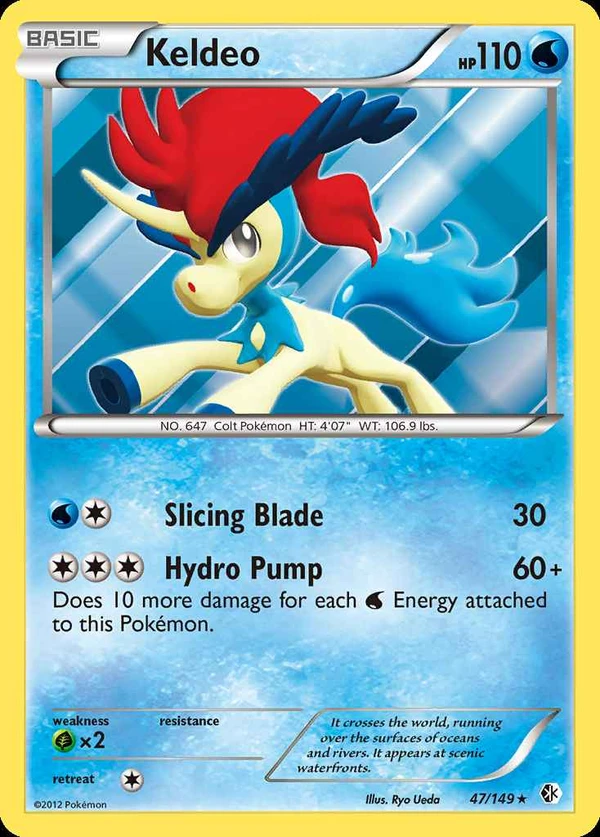 BASIC
Keldeo
HP110
NO. 647 Colt Pokémon HT: 4'07" WT: 106.9 lbs.
Slicing Blade 30
Hydro Pump 60+
Does 10 more damage for each Energy attached
to this Pokémon.
weakness resistance
×2
retreat
It crosses the world, running
over the surfaces of oceans
and rivers. It appears at scenic
waterfronts.
©2012 Pokémon
Illus. Ryo Ueda 47/149 ★